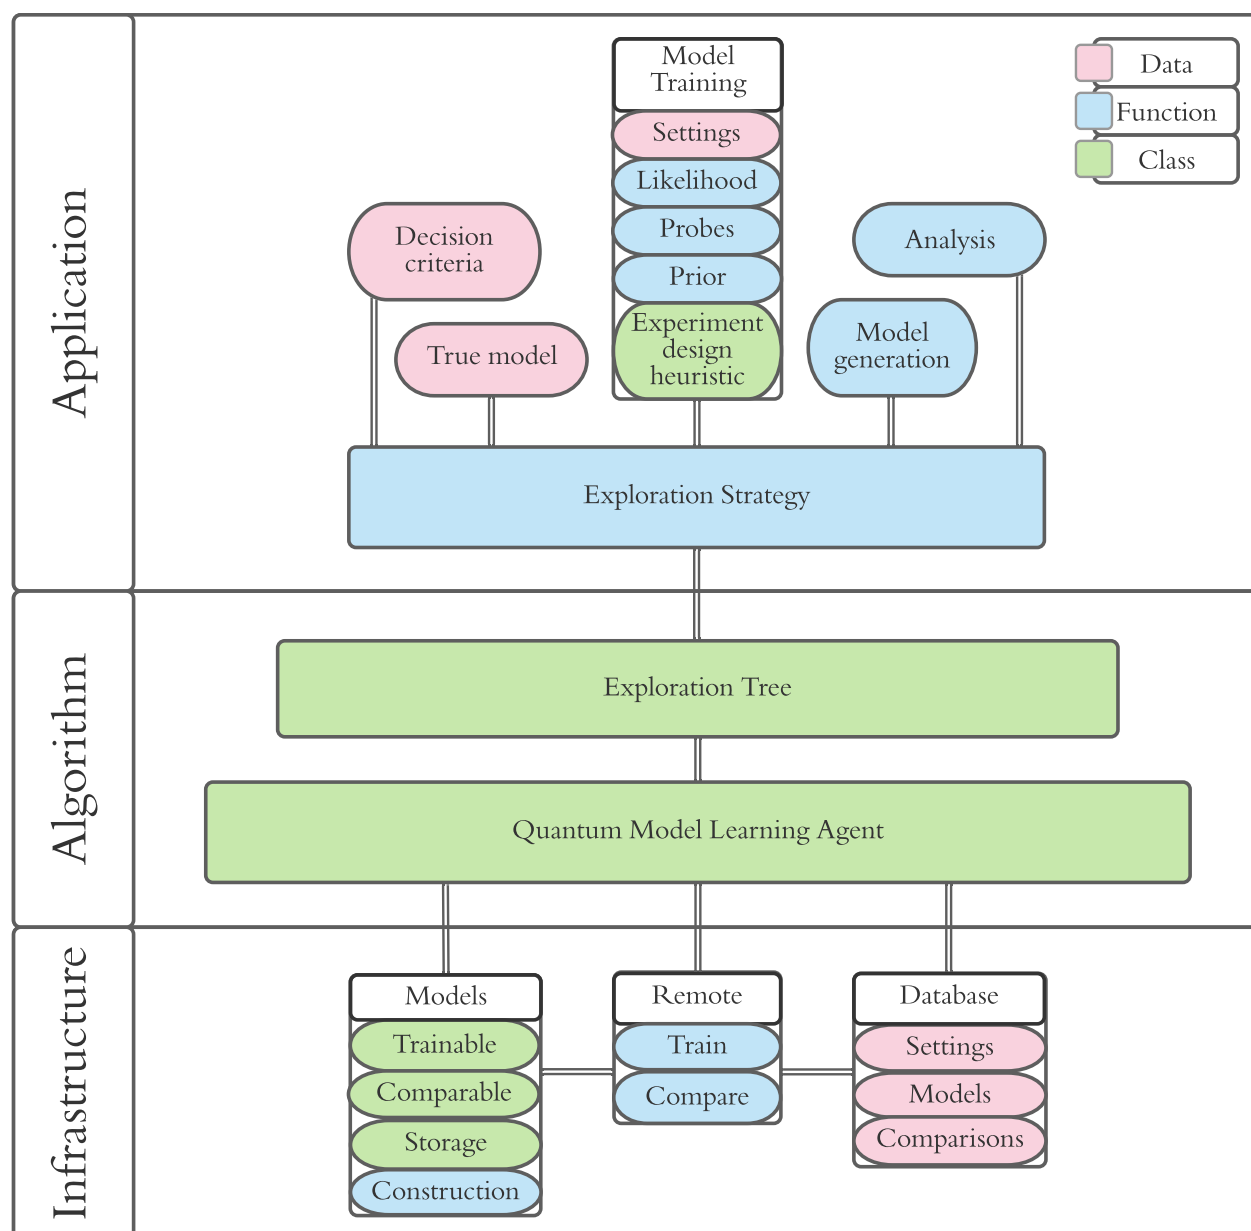 Application
Model
Training
Settings
Likelihood
Probes
Prior
Experiment
design
heuristic
Decision
criteria
True model
Analysis
Model
generation
Data
Function
Class
Exploration Strategy
Algorithm
Exploration Tree
Quantum Model Learning Agent
Infrastructure
Models
Trainable
Comparable
Storage
Construction
Remote
Train
Compare
Database
Settings
Models
Comparisons